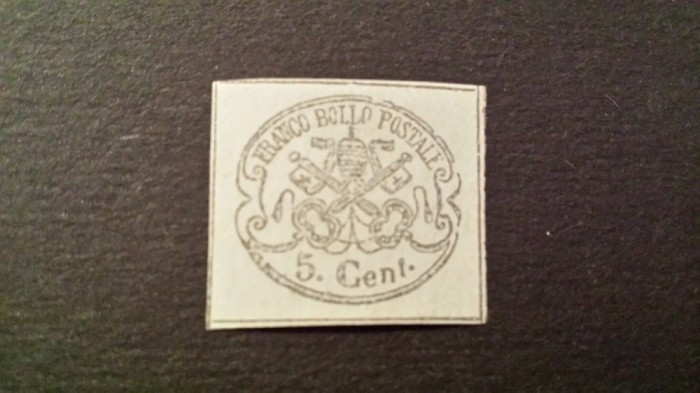 FRANCO BOLLO POSTALE
5. Cent.